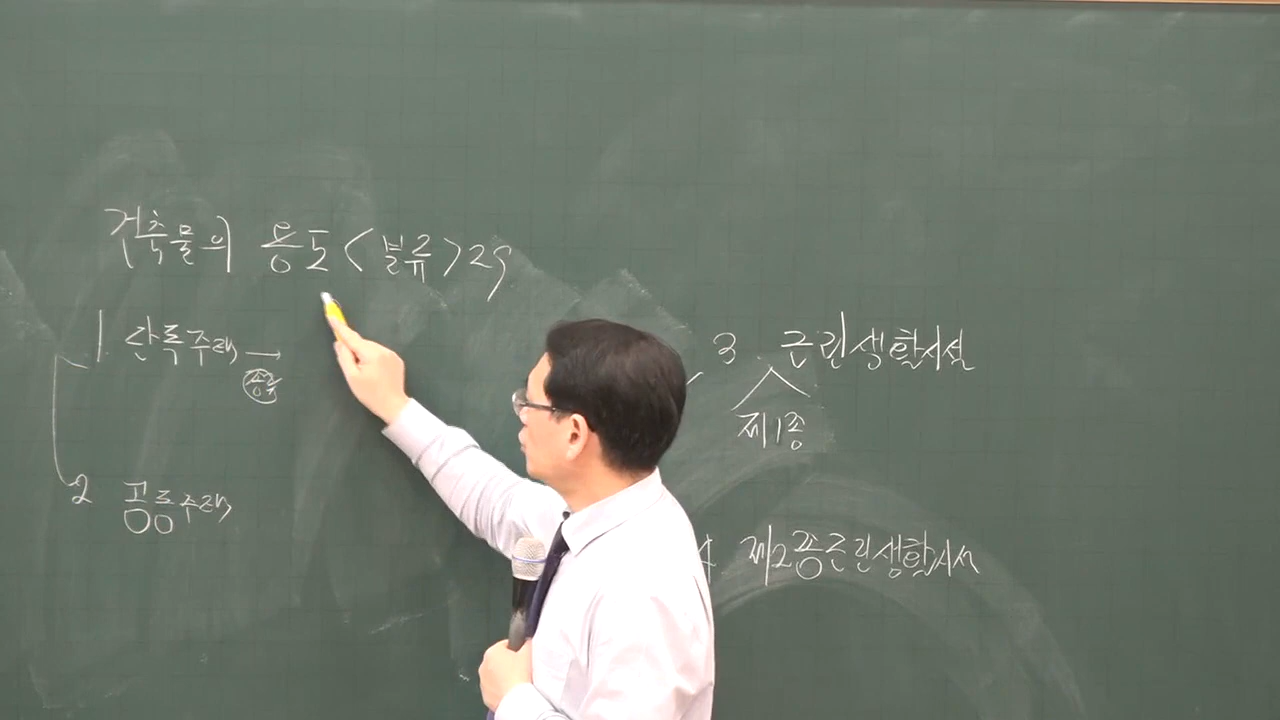 건축물의 용도 <분류> 29
1 단독주택 →
2 공동주택
3 근린생활시설
제1종
4 제2종근린생활시설